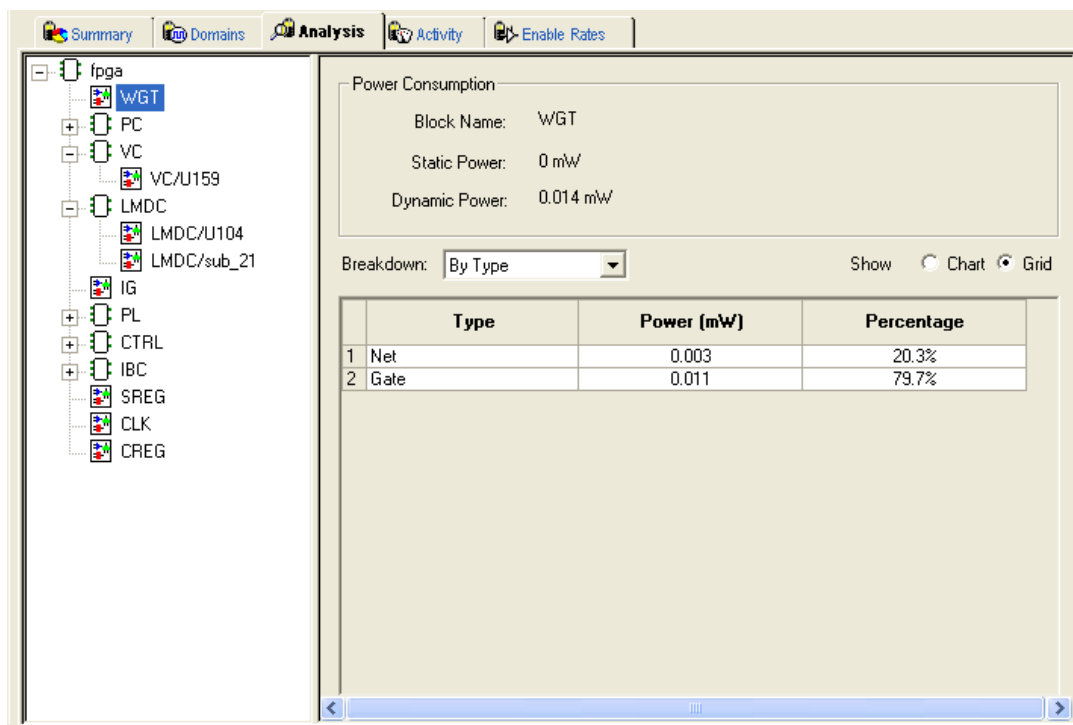 Summary Domains Analysis Activity Enable Rates
fpga
WGT
PC
VC
VC/U159
LMDC
LMDC/U104
LMDC/sub_21
IG
PL
CTRL
IBC
SREG
CLK
CREG
Power Consumption
Block Name: WGT
Static Power: 0 mW
Dynamic Power: 0.014 mW
Breakdown: By Type Show Chart Grid
Type Power (mW) Percentage
1 Net 0.003 20.3%
2 Gate 0.011 79.7%